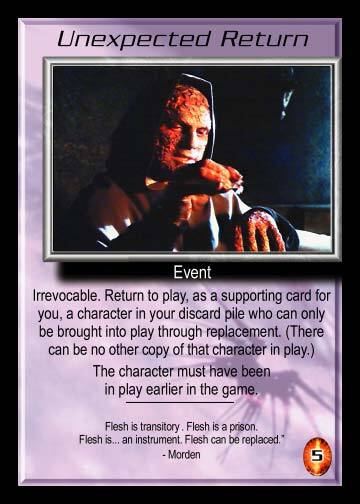 Unexpected Return
Event
Irrevocable. Return to play, as a supporting card for
you, a character in your discard pile who can only
be brought into play through replacement. (There
can be no other copy of that character in play.)
The character must have been
in play earlier in the game.
Flesh is transitory . Flesh is a prison.
Flesh is... an instrument. Flesh can be replaced.”
- Morden
5